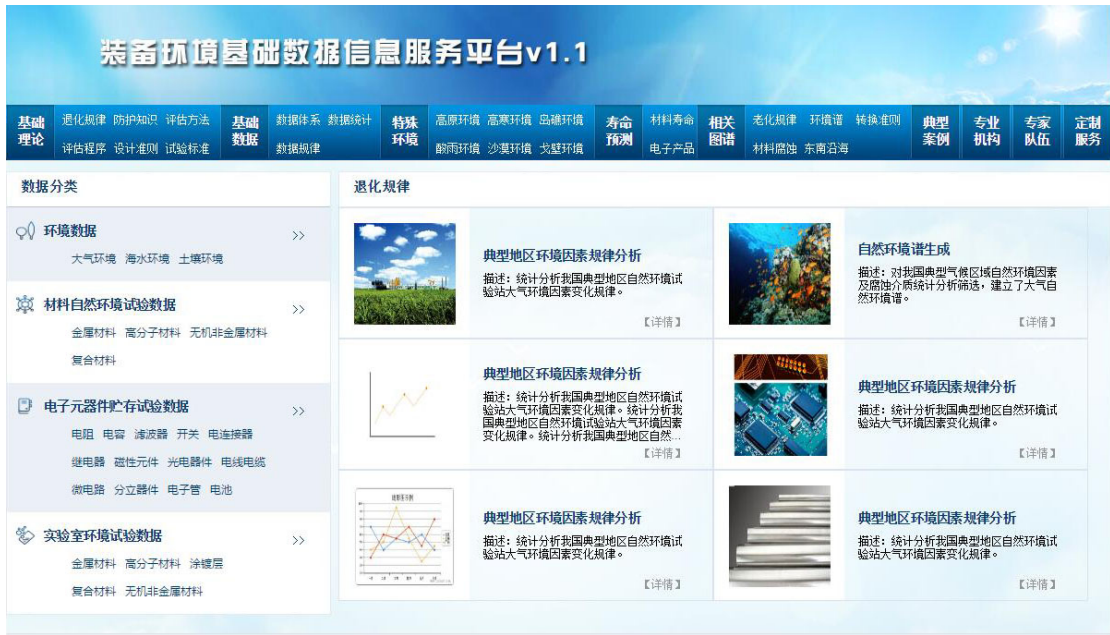 装备环境基础数据信息服务平台v1.1
基础理论
退化规律 防护知识 评估方法
评估程序 设计准则 试验标准
基础数据
数据体系 数据统计
数据规律
特殊环境
高原环境 高寒环境 岛礁环境
酸雨环境 沙漠环境 戈壁环境
寿命预测
材料寿命
电子产品
相关图谱
老化规律 环境谱 转换准则
材料腐蚀 东南沿海
典型案例
专业机构
专家队伍
定制服务
数据分类
环境数据 >>
大气环境 海水环境 土壤环境
材料自然环境试验数据 >>
金属材料 高分子材料 无机非金属材料
复合材料
电子元器件贮存试验数据 >>
电阻 电容 滤波器 开关 电连接器
继电器 磁性元件 光电器件 电线电缆
微电路 分立器件 电子管 电池
实验室环境试验数据 >>
金属材料 高分子材料 涂镀层
复合材料 无机非金属材料
退化规律
典型地区环境因素规律分析
描述：统计分析我国典型地区自然环境试
验站大气环境因素变化规律。
【详情】
自然环境谱生成
描述：对我国典型气候区域自然环境因素
及腐蚀介质统计分析筛选，建立了大气自
然环境谱。
【详情】
典型地区环境因素规律分析
描述：统计分析我国典型地区自然环境试
验站大气环境因素变化规律。统计分析我
国典型地区自然环境试验站大气环境因素
变化规律。统计分析我国典型地区自然...
【详情】
典型地区环境因素规律分析
描述：统计分析我国典型地区自然环境试
验站大气环境因素变化规律。
【详情】
典型地区环境因素规律分析
描述：统计分析我国典型地区自然环境试
验站大气环境因素变化规律。
【详情】
典型地区环境因素规律分析
描述：统计分析我国典型地区自然环境试
验站大气环境因素变化规律。
【详情】